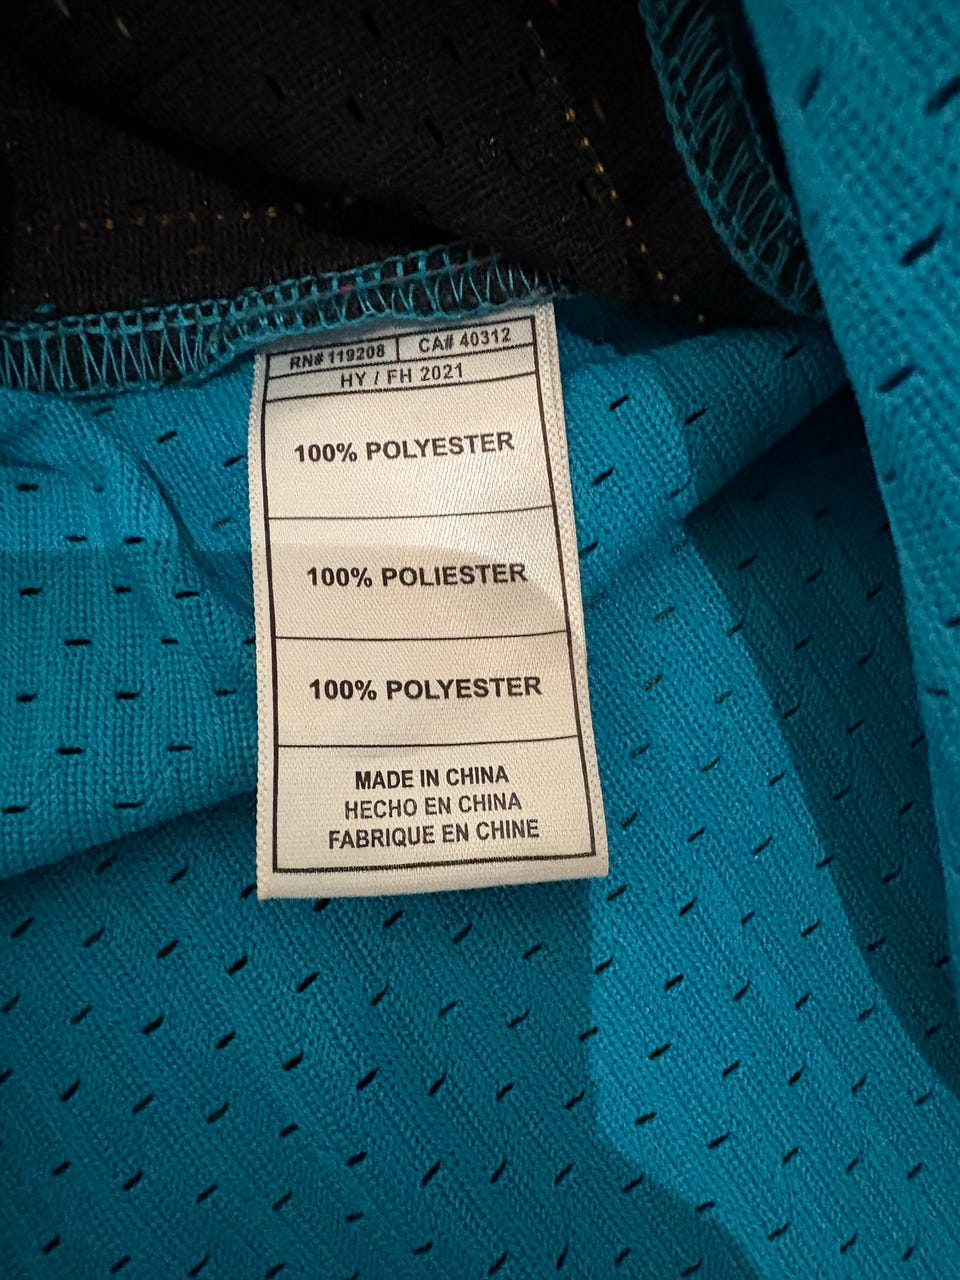 RN# 119208 CA# 40312
HY / FH 2021
100% POLYESTER
100% POLIESTER
100% POLYESTER
MADE IN CHINA
HECHO EN CHINA
FABRIQUE EN CHINE